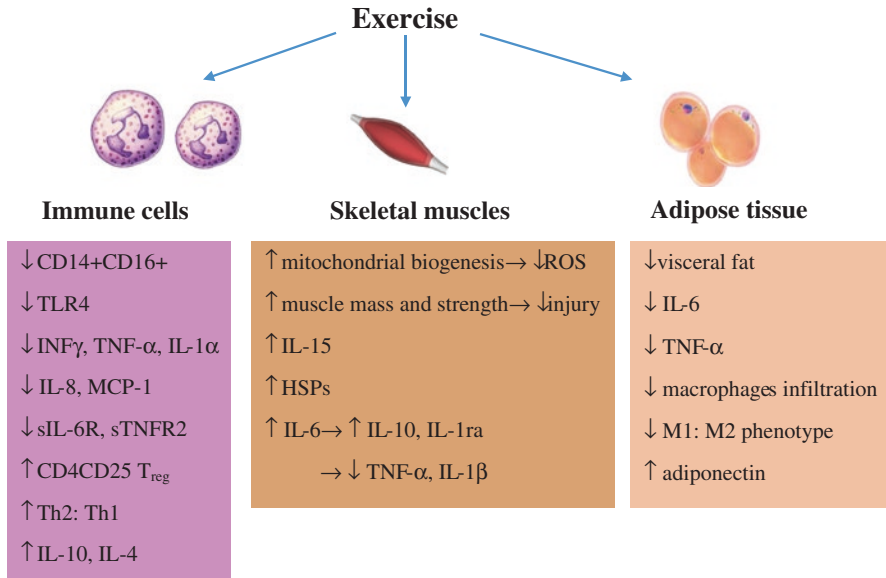 Exercise
Immune cells
↓CD14+CD16+
↓TLR4
↓INFγ, TNF-α, IL-1α
↓ IL-8, MCP-1
↓sIL-6R, sTNFR2
↑CD4CD25 Treg
↑Th2: Th1
↑IL-10, IL-4
Skeletal muscles
↑mitochondrial biogenesis→ ↓ROS
↑muscle mass and strength→ ↓injury
↑IL-15
↑HSPs
↑ IL-6→ ↑ IL-10, IL-1ra
→ ↓ TNF-α, IL-1β
Adipose tissue
↓visceral fat
↓ IL-6
↓ TNF-α
↓ macrophages infiltration
↓ M1: M2 phenotype
↑ adiponectin